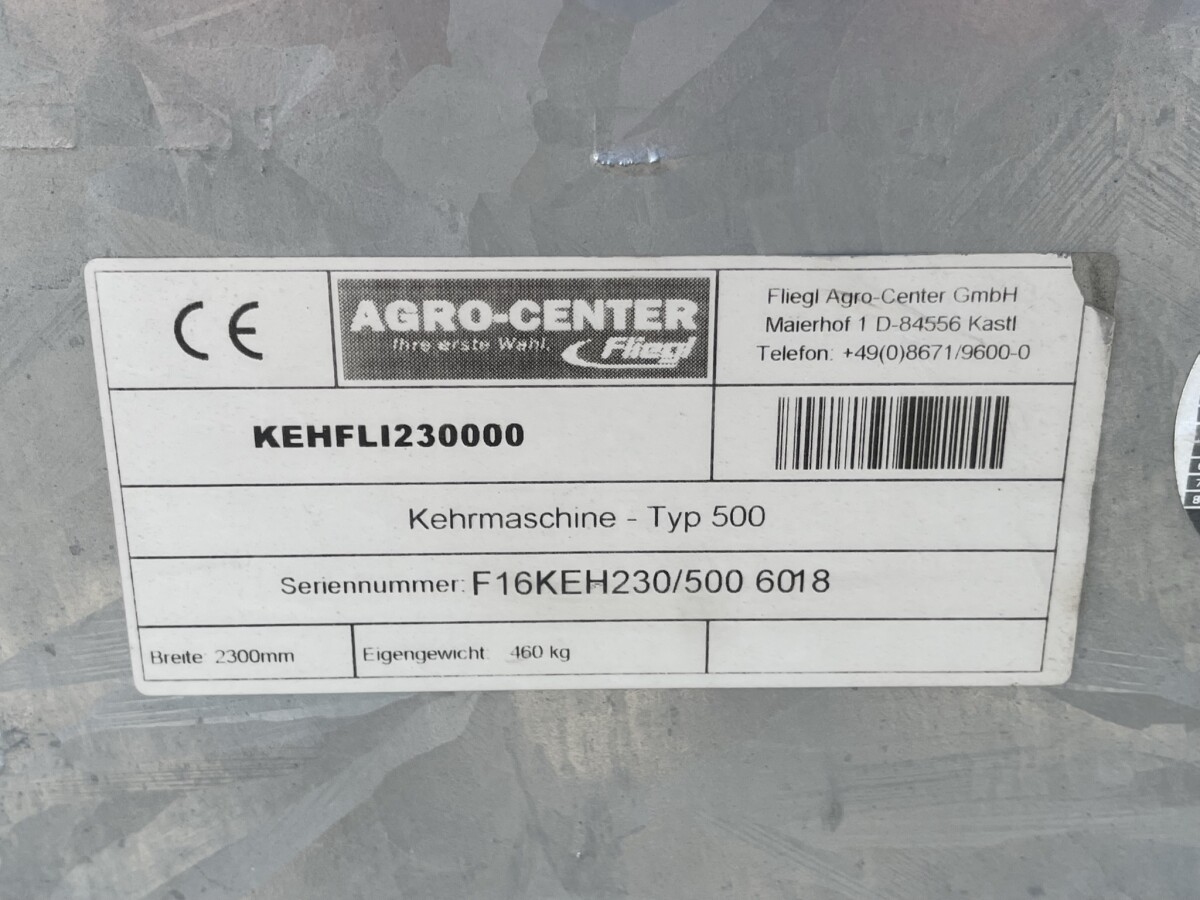 CE
AGRO-CENTER
Ihre erste Wahl.
Fliegl
Fliegl Agro-Center GmbH
Maierhof 1 D-84556 Kastl
Telefon: +49(0)8671/9600-0
KEHFLI230000
Kehrmaschine - Typ 500
Seriennummer: F16KEH230/500 6018
Breite: 2300mm
Eigengewicht: 460 kg